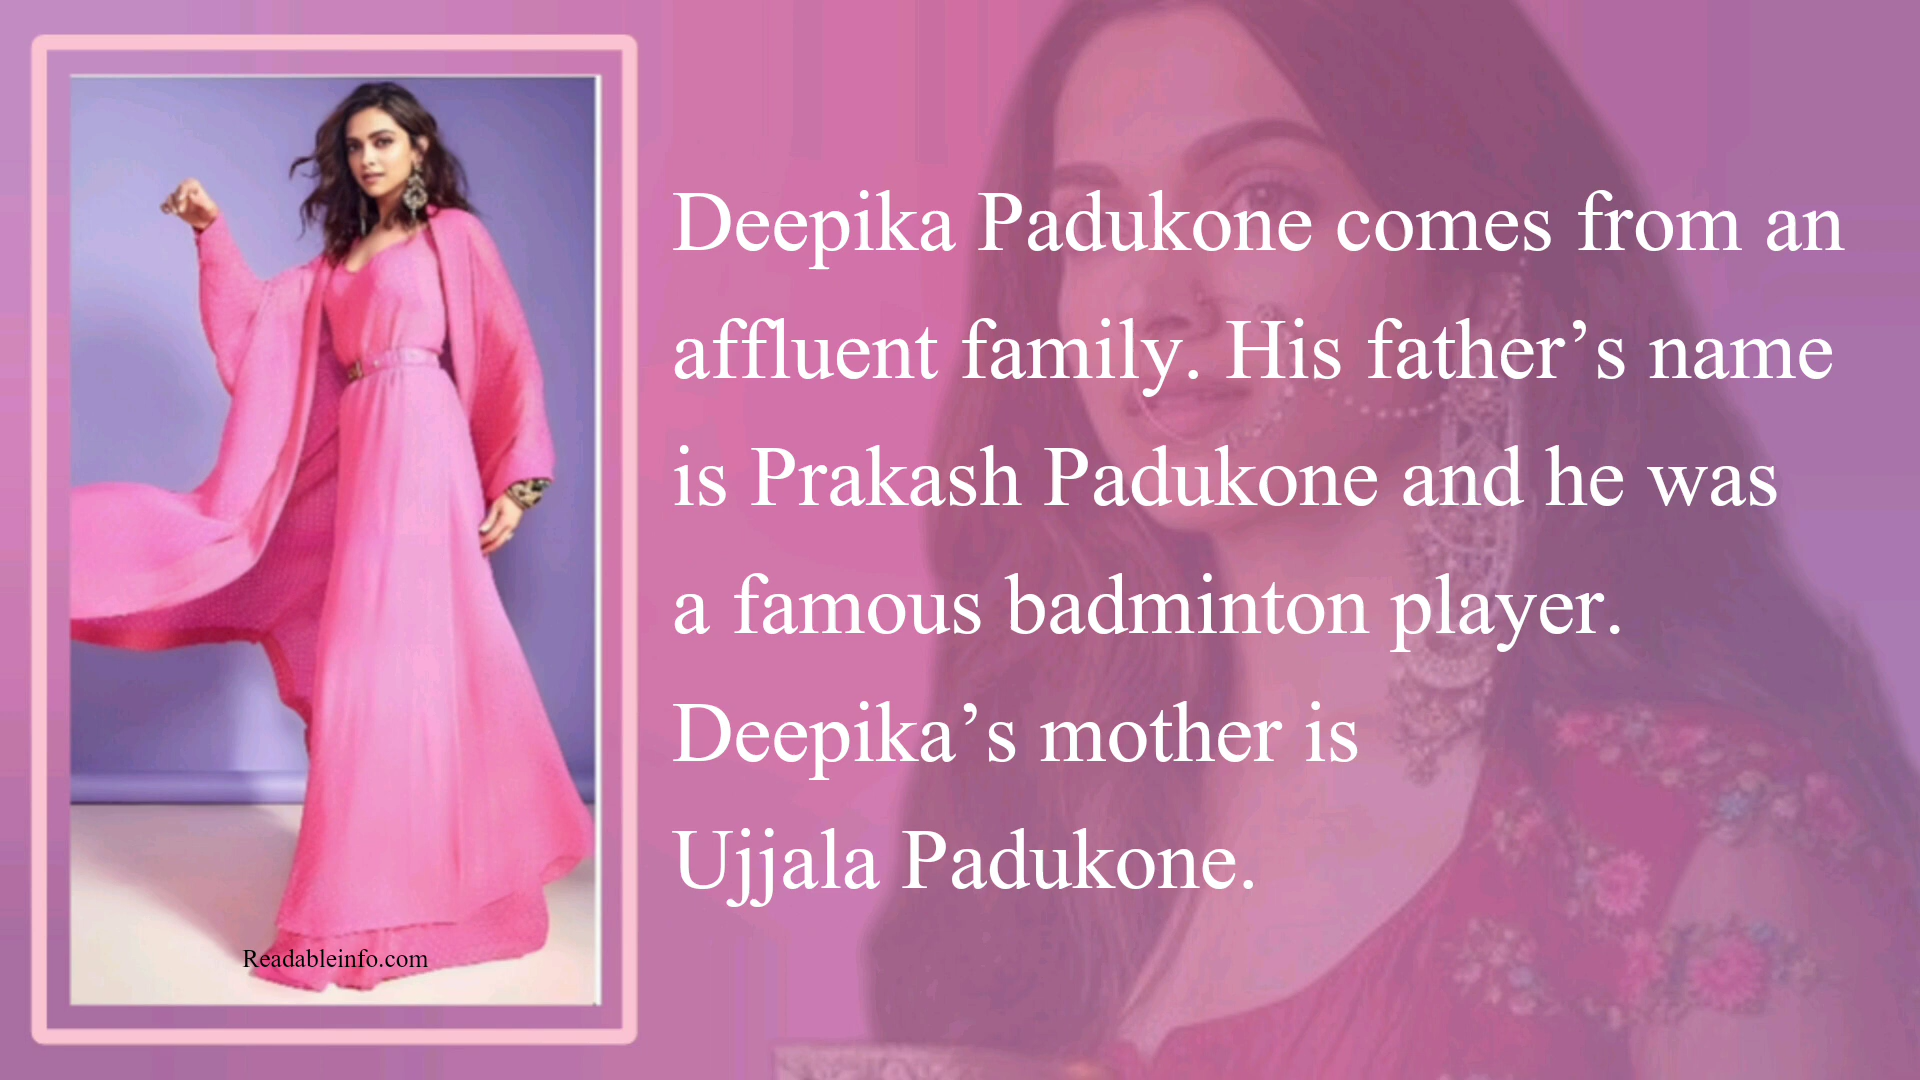 Deepika Padukone comes from an
affluent family. His father’s name
is Prakash Padukone and he was
a famous badminton player.
Deepika’s mother is
Ujjala Padukone.
Readableinfo.com